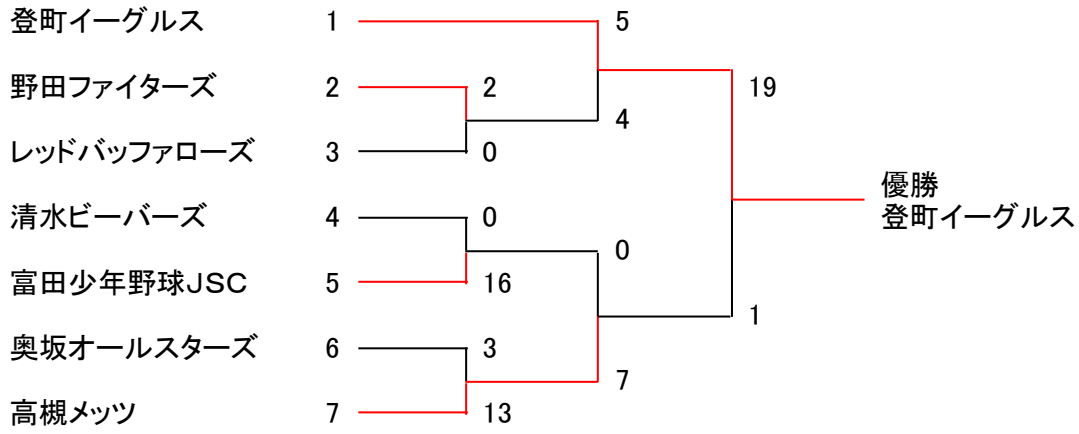 登町イーグルス 1 5
野田ファイターズ 2 2 19
4
レッドバッファローズ 3 0
優勝
登町イーグルス
清水ビーバーズ 4 0
0
富田少年野球JSC 5 16
1
奥坂オールスターズ 6 3
7
高槻メッツ 7 13